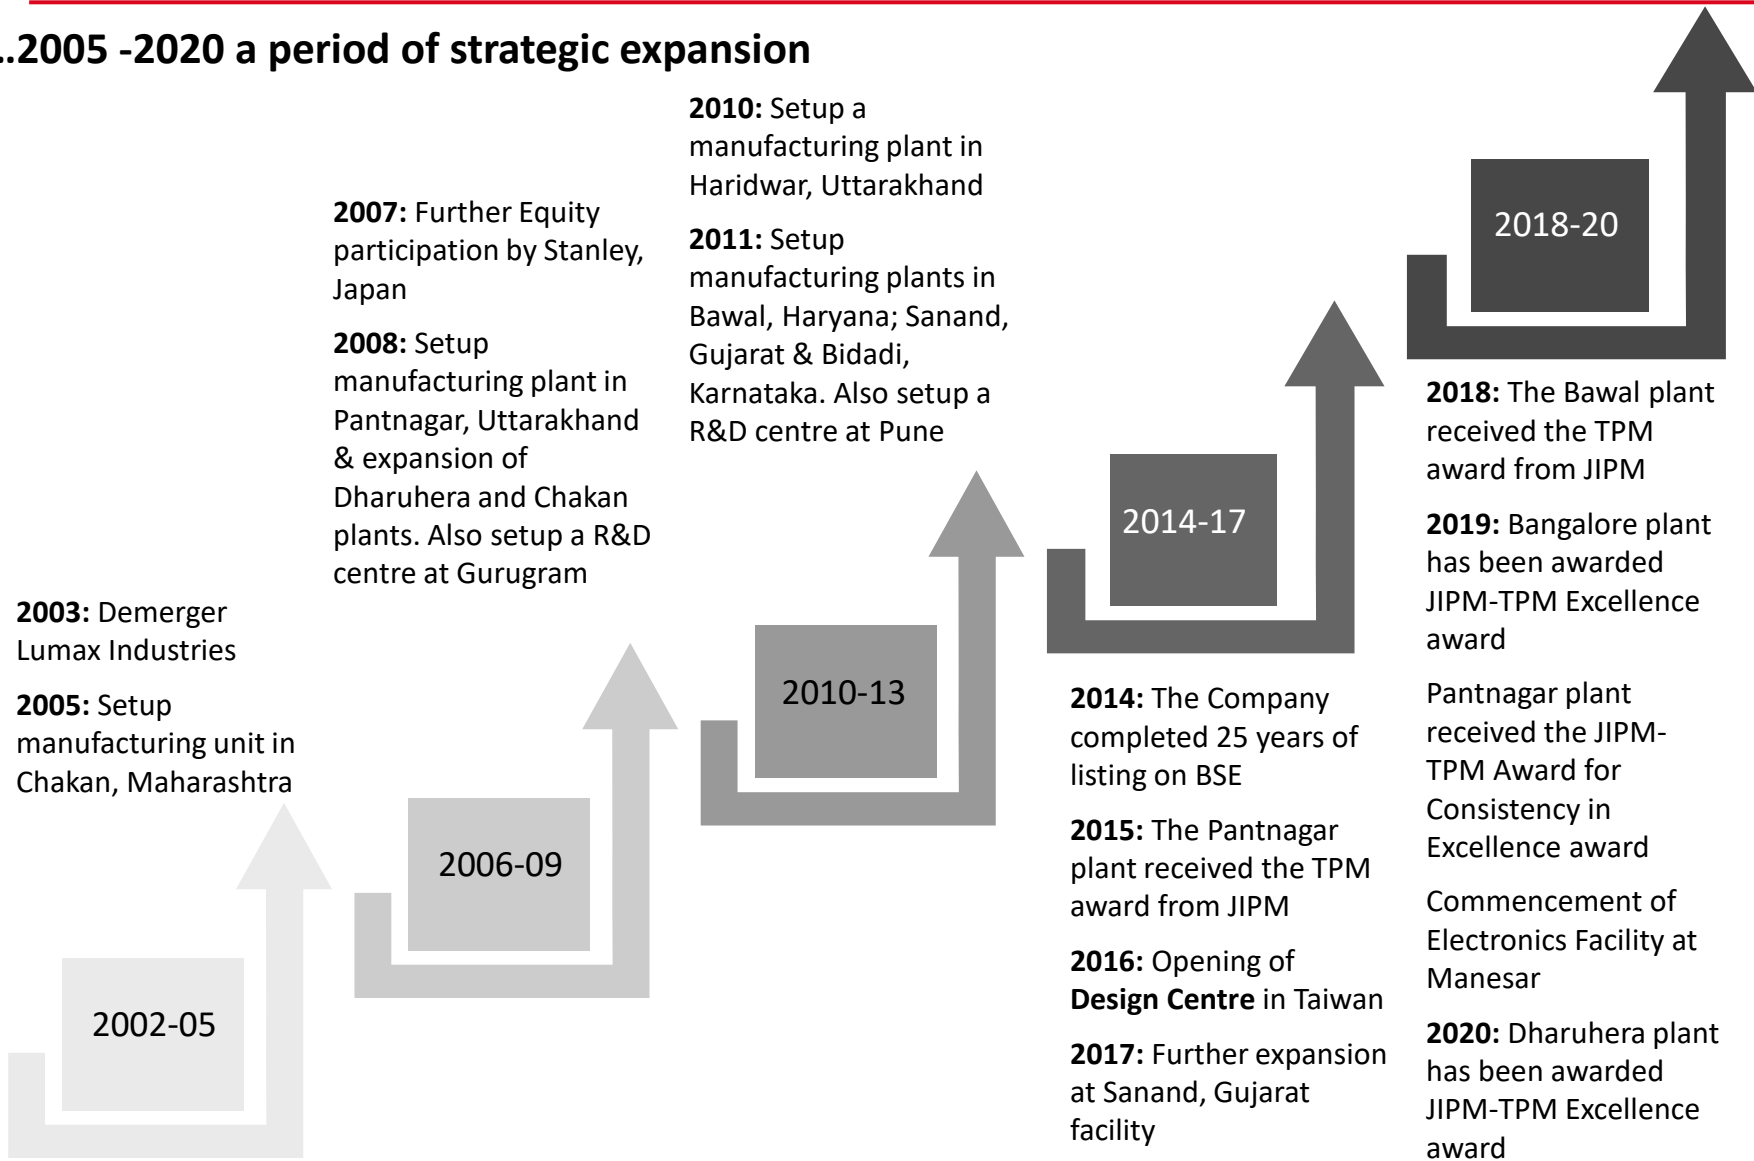 ..2005 -2020 a period of strategic expansion
2003: Demerger
Lumax Industries
2005: Setup
manufacturing unit in
Chakan, Maharashtra
2002-05
2007: Further Equity
participation by Stanley,
Japan
2008: Setup
manufacturing plant in
Pantnagar, Uttarakhand
& expansion of
Dharuhera and Chakan
plants. Also setup a R&D
centre at Gurugram
2006-09
2010: Setup a
manufacturing plant in
Haridwar, Uttarakhand
2011: Setup
manufacturing plants in
Bawal, Haryana; Sanand,
Gujarat & Bidadi,
Karnataka. Also setup a
R&D centre at Pune
2010-13
2014-17
2014: The Company
completed 25 years of
listing on BSE
2015: The Pantnagar
plant received the TPM
award from JIPM
2016: Opening of
Design Centre in Taiwan
2017: Further expansion
at Sanand, Gujarat
facility
2018-20
2018: The Bawal plant
received the TPM
award from JIPM
2019: Bangalore plant
has been awarded
JIPM-TPM Excellence
award
Pantnagar plant
received the JIPM-
TPM Award for
Consistency in
Excellence award
Commencement of
Electronics Facility at
Manesar
2020: Dharuhera plant
has been awarded
JIPM-TPM Excellence
award